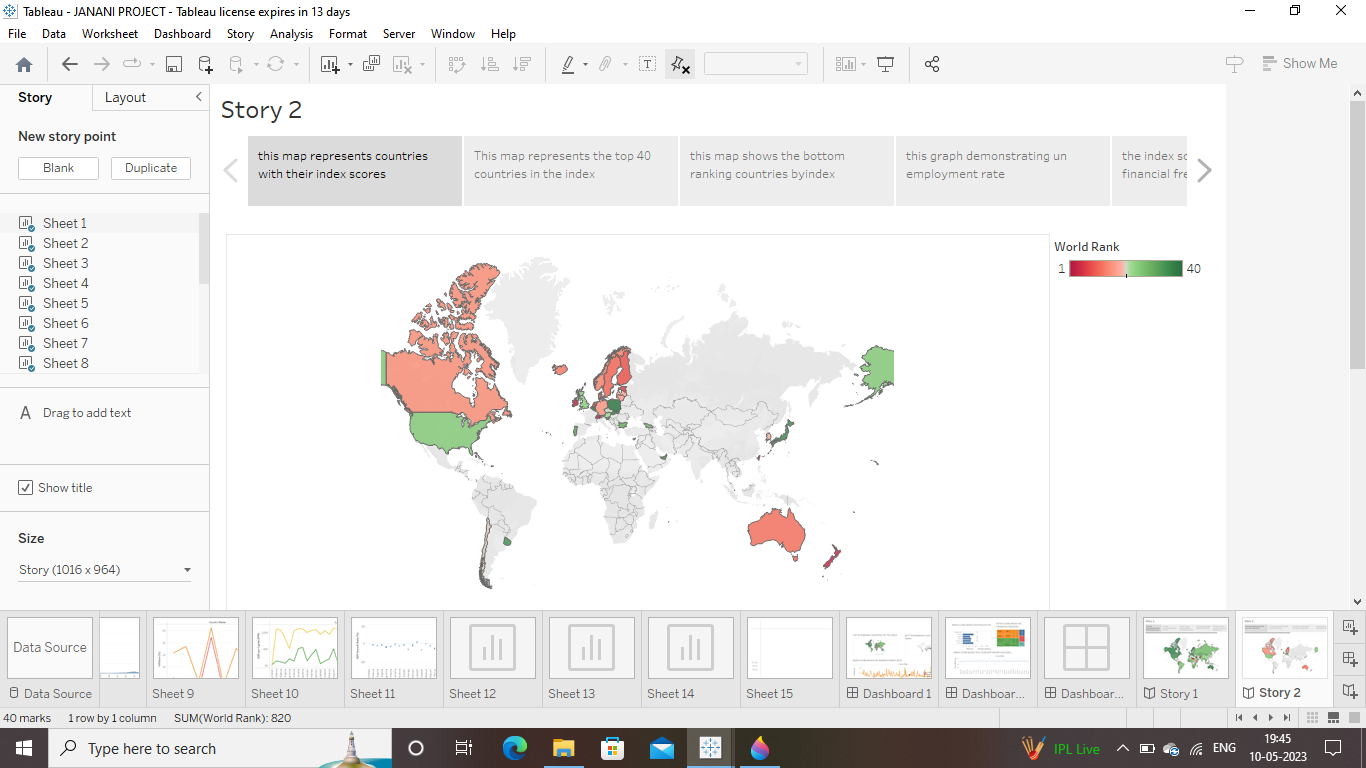 Tableau - JANANI PROJECT - Tableau license expires in 13 days
File Data Worksheet Dashboard Story Analysis Format Server Window Help
Show Me
Story Layout
New story point
Blank Duplicate
Sheet 1
Sheet 2
Sheet 3
Sheet 4
Sheet 5
Sheet 6
Sheet 7
Sheet 8
A Drag to add text
Show title
Size
Story (1016 x 964)
Story 2
this map represents countries
with their index scores
This map represents the top 40
countries in the index
this map shows the bottom
ranking countries byindex
this graph demonstrating un
employment rate
the index sc
financial fre
World Rank
1 40
Data Source
Data Source Sheet 9 Sheet 10 Sheet 11 Sheet 12 Sheet 13 Sheet 14 Sheet 15 Dashboard 1 Dashboar... Dashboar... Story 1 Story 2
40 marks 1 row by 1 column SUM(World Rank): 820
Type here to search
IPL Live
ENG
19:45
10-05-2023